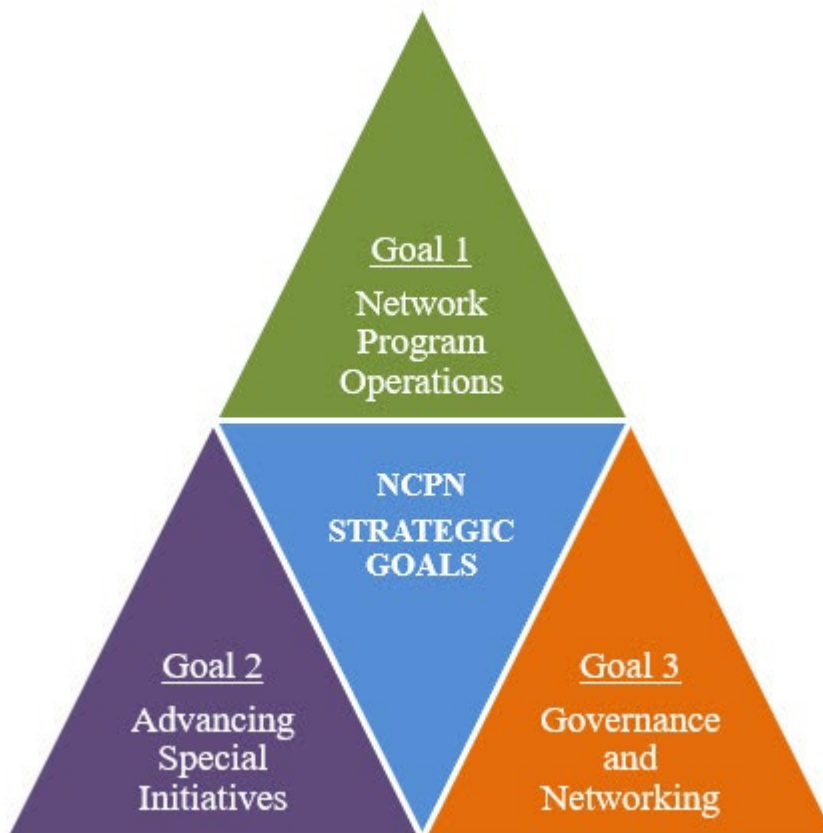 Goal 1
Network
Program
Operations
NCPN
STRATEGIC
GOALS
Goal 2
Advancing
Special
Initiatives
Goal 3
Governance
and
Networking